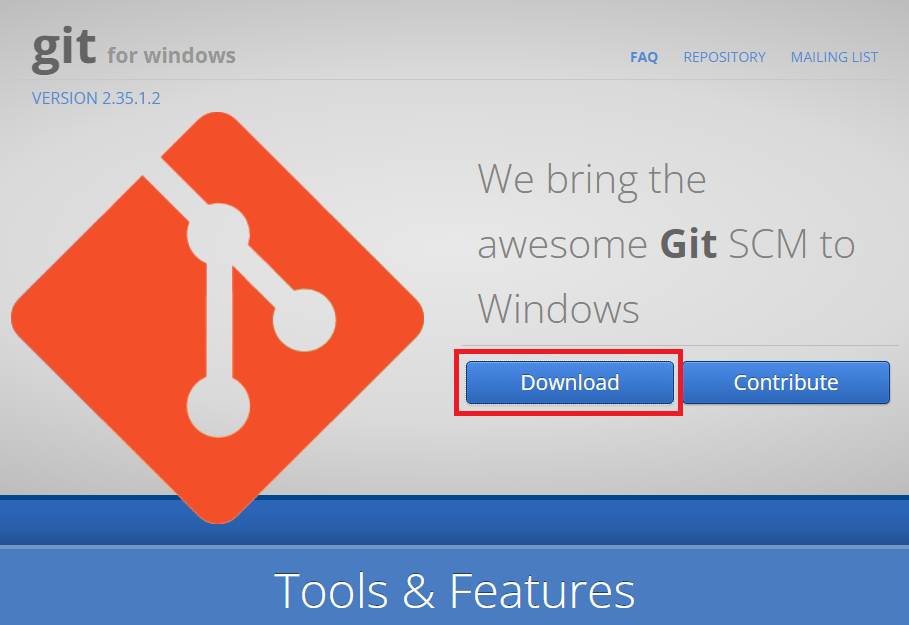 git for windows
FAQ REPOSITORY MAILING LIST
VERSION 2.35.1.2
We bring the
awesome Git SCM to
Windows
Download Contribute
Tools & Features